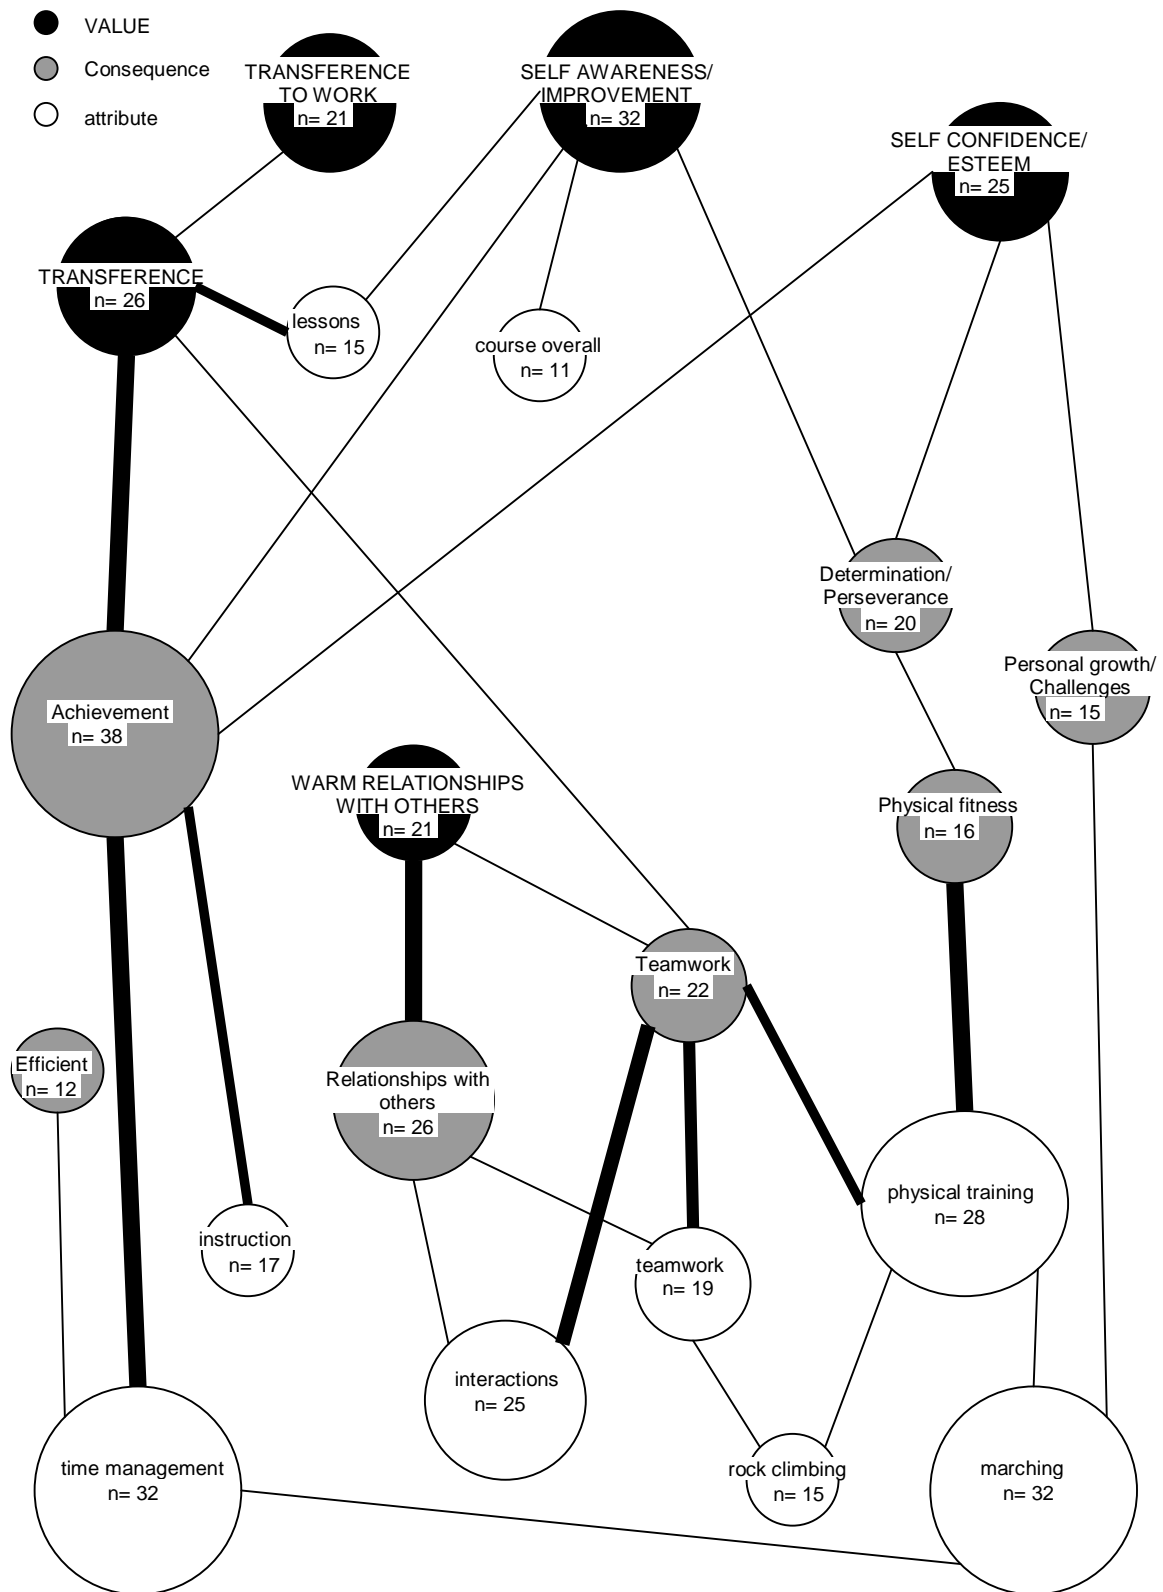 VALUE
Consequence
attribute
TRANSFERENCE
TO WORK
n= 21
SELF AWARENESS/
IMPROVEMENT
n= 32
SELF CONFIDENCE/
ESTEEM
n= 25
TRANSFERENCE
n= 26
lessons
n= 15
course overall
n= 11
Determination/
Perseverance
n= 20
Personal growth/
Challenges
n= 15
Achievement
n= 38
WARM RELATIONSHIPS
WITH OTHERS
n= 21
Physical fitness
n= 16
Teamwork
n= 22
Efficient
n= 12
Relationships with
others
n= 26
physical training
n= 28
instruction
n= 17
teamwork
n= 19
interactions
n= 25
time management
n= 32
rock climbing
n= 15
marching
n= 32